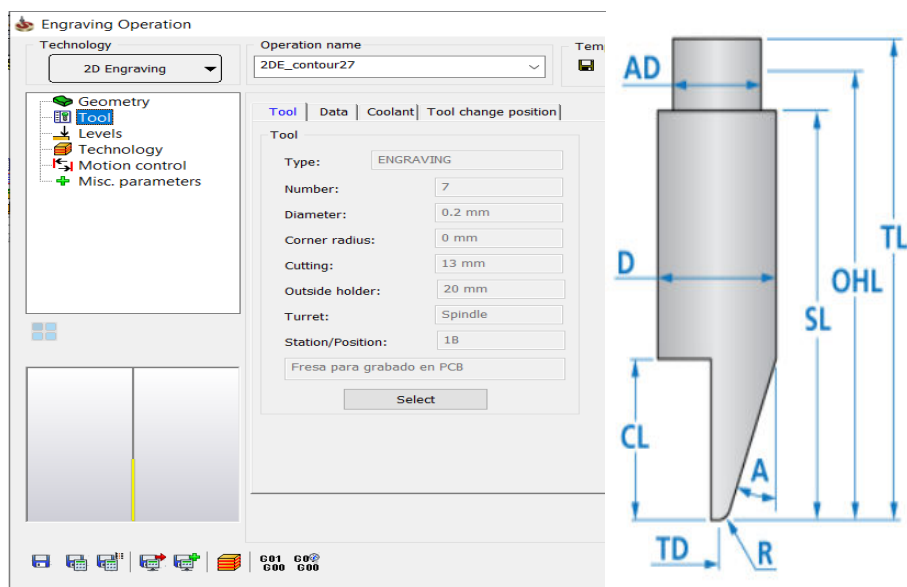 Engraving Operation
Technology
2D Engraving
Operation name
2DE_contour27
Temp
Geometry
Tool
Levels
Technology
Motion control
Misc. parameters
Tool
Data
Coolant
Tool change position
Tool
Type:
ENGRAVING
Number:
7
Diameter:
0.2 mm
Corner radius:
0 mm
Cutting:
13 mm
Outside holder:
20 mm
Turret:
Spindle
Station/Position:
1B
Fresa para grabado en PCB
Select
G01
G00
G0
G00
AD
D
TL
OHL
SL
CL
A
TD
R